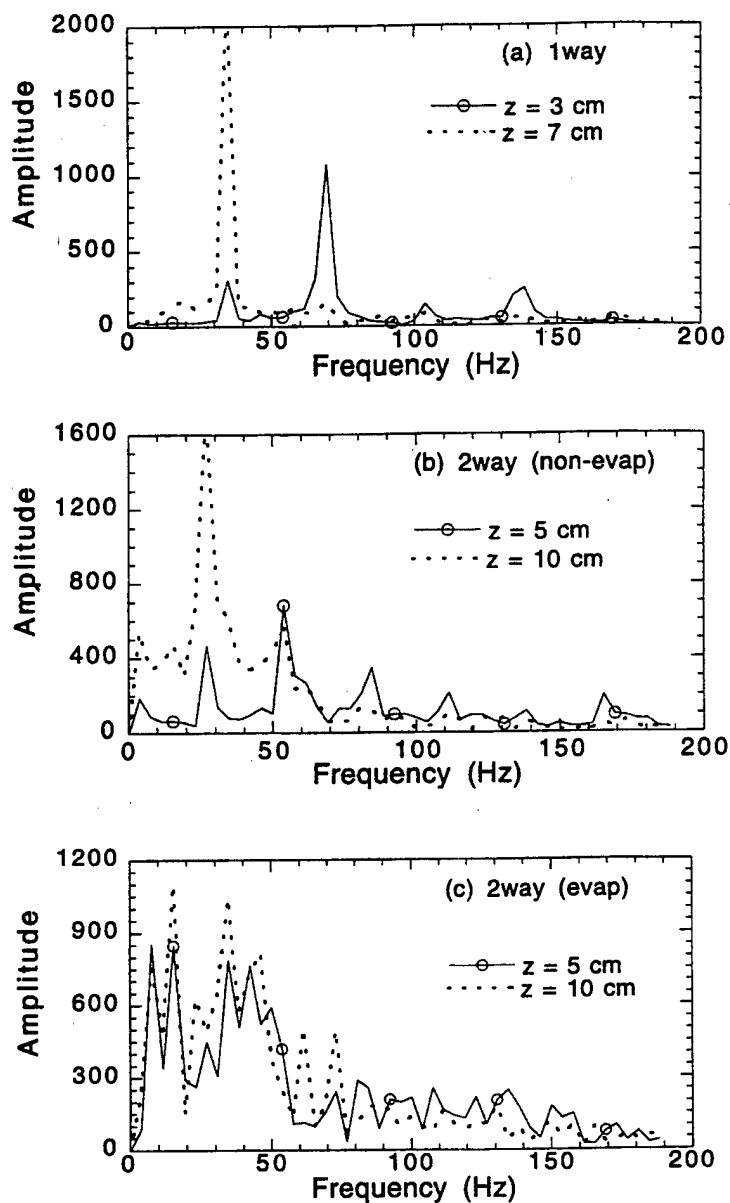 2000
(a) 1way
1500
z = 3 cm
z = 7 cm
Amplitude
1000
500
0
0 50 100 150 200
Frequency (Hz)
1600
(b) 2way (non-evap)
1200
z = 5 cm
z = 10 cm
Amplitude
800
400
0
0 50 100 150 200
Frequency (Hz)
1200
(c) 2way (evap)
900
z = 5 cm
z = 10 cm
Amplitude
600
300
0
0 50 100 150 200
Frequency (Hz)